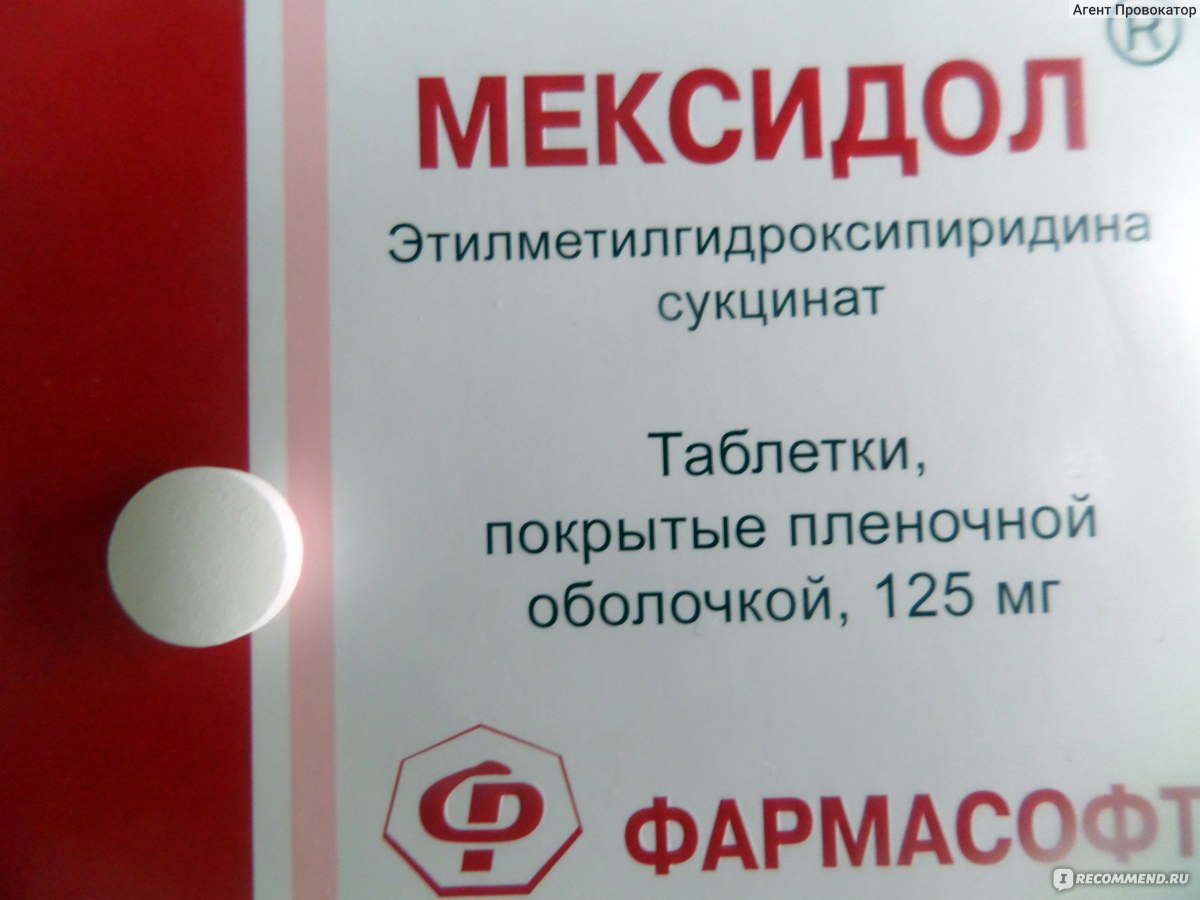 Агент Провокатор
®
МЕКСИДОЛ
Этилметилгидроксипиридина
сукцинат
Таблетки,
покрытые пленочной
оболочкой, 125 мг
ФАРМАСОФТ
IRECOMMEND.RU